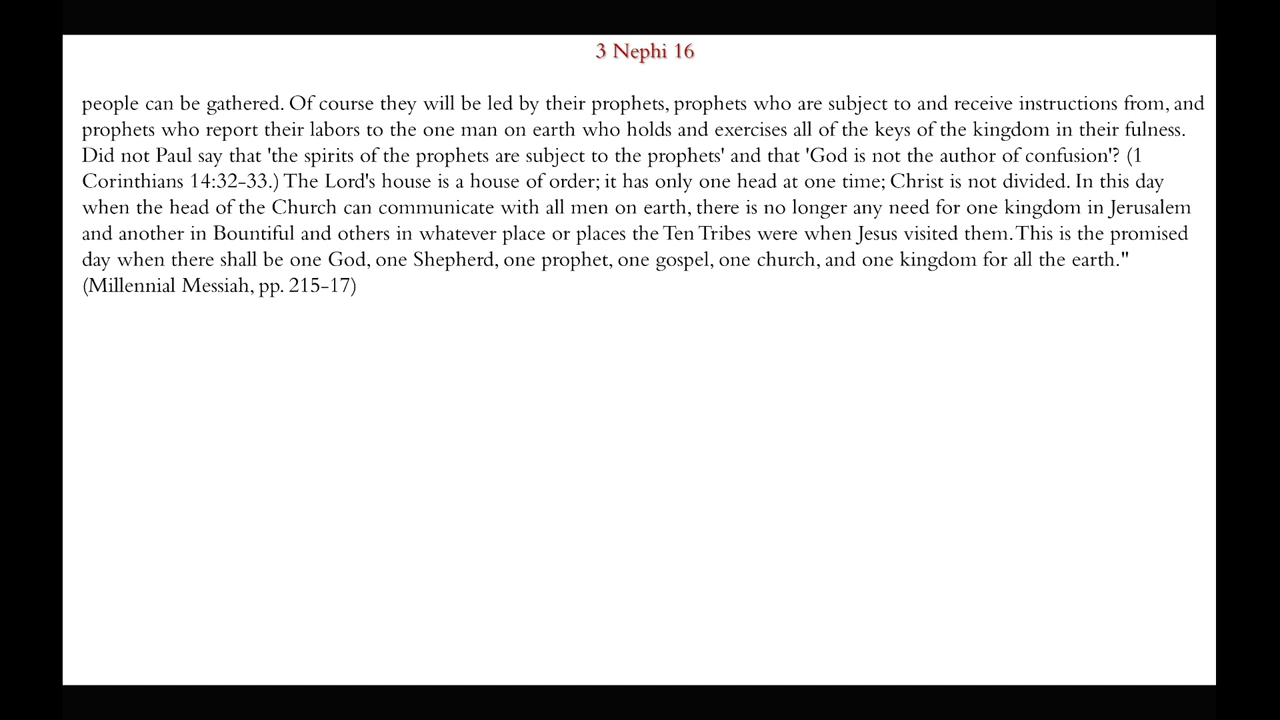 3 Nephi 16
people can be gathered. Of course they will be led by their prophets, prophets who are subject to and receive instructions from, and
prophets who report their labors to the one man on earth who holds and exercises all of the keys of the kingdom in their fulness.
Did not Paul say that 'the spirits of the prophets are subject to the prophets' and that 'God is not the author of confusion'? (1
Corinthians 14:32-33.) The Lord's house is a house of order; it has only one head at one time; Christ is not divided. In this day
when the head of the Church can communicate with all men on earth, there is no longer any need for one kingdom in Jerusalem
and another in Bountiful and others in whatever place or places the Ten Tribes were when Jesus visited them. This is the promised
day when there shall be one God, one Shepherd, one prophet, one gospel, one church, and one kingdom for all the earth."
(Millennial Messiah, pp. 215-17)